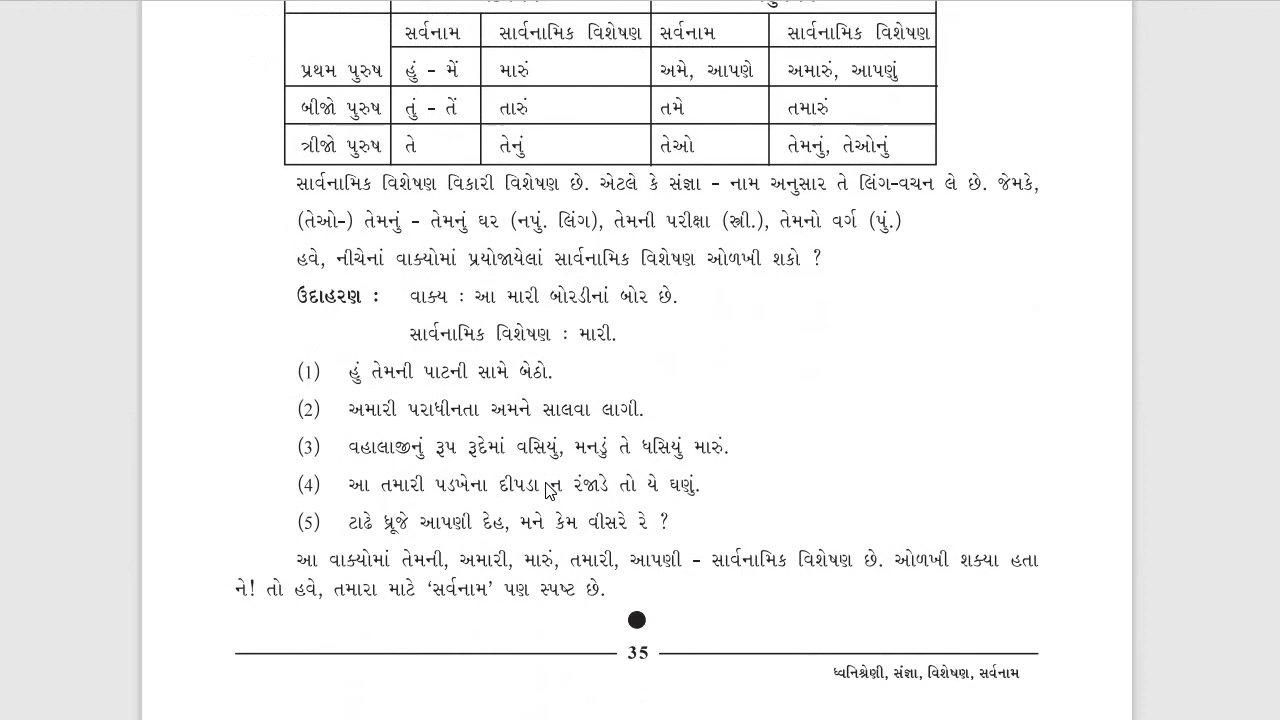 સર્વનામ સાર્વનામિક વિશેષણ સર્વનામ સાર્વનામિક વિશેષણ
પ્રથમ પુરુષ હું - મેં મારું અમે, આપણે અમારું, આપણું
બીજો પુરુષ તું - તેં તારું તમે તમારું
ત્રીજો પુરુષ તે તેનું તેઓ તેમનું, તેઓનું
સાર્વનામિક વિશેષણ વિકારી વિશેષણ છે. એટલે કે સંજ્ઞા - નામ અનુસાર તે લિંગ-વચન લે છે. જેમકે,
(તેઓ-) તેમનું - તેમનું ઘર (નપું. લિંગ), તેમની પરીક્ષા (સ્ત્રી.), તેમનો વર્ગ (પું.)
હવે, નીચેનાં વાક્યોમાં પ્રયોજાયેલાં સાર્વનામિક વિશેષણ ઓળખી શકો ?
ઉદાહરણ : વાક્ય : આ મારી બોરડીનાં બોર છે.
સાર્વનામિક વિશેષણ : મારી.
(1) હું તેમની પાટની સામે બેઠો.
(2) અમારી પરાધીનતા અમને સાલવા લાગી.
(3) વહાલાજીનું રૂપ રૂદેમાં વસિયું, મનડું તે ધસિયું મારું.
(4) આ તમારી પડખેના દીપડા ન રંજાડે તો યે ઘણું.
(5) ટાઢે ધ્રૂજે આપણી દેહ, મને કેમ વીસરે રે ?
આ વાક્યોમાં તેમની, અમારી, મારું, તમારી, આપણી - સાર્વનામિક વિશેષણ છે. ઓળખી શક્યા હતા
ને! તો હવે, તમારા માટે ‘સર્વનામ’ પણ સ્પષ્ટ છે.
35
ધ્વનિશ્રેણી, સંજ્ઞા, વિશેષણ, સર્વનામ